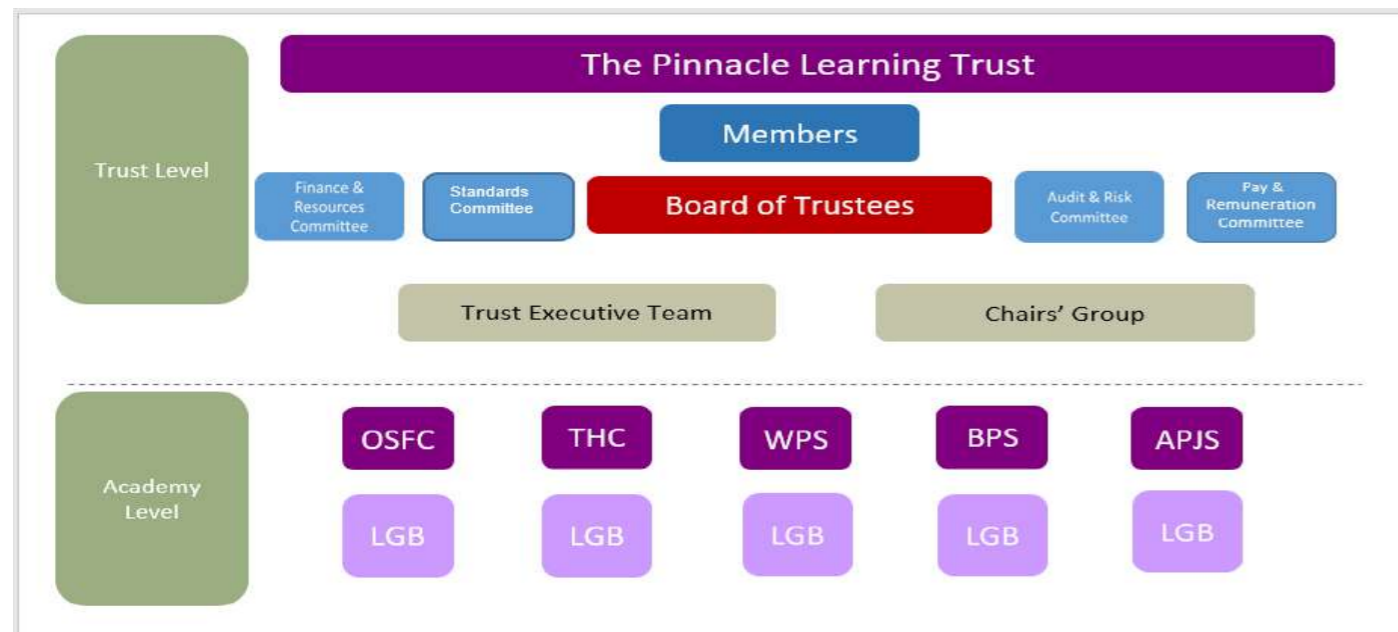 The Pinnacle Learning Trust
Members
Trust Level
Finance &
Resources
Committee
Standards
Committee
Board of Trustees
Audit & Risk
Committee
Pay &
Remuneration
Committee
Trust Executive Team
Chairs’ Group
Academy
Level
OSFC
THC
WPS
BPS
APJS
LGB
LGB
LGB
LGB
LGB